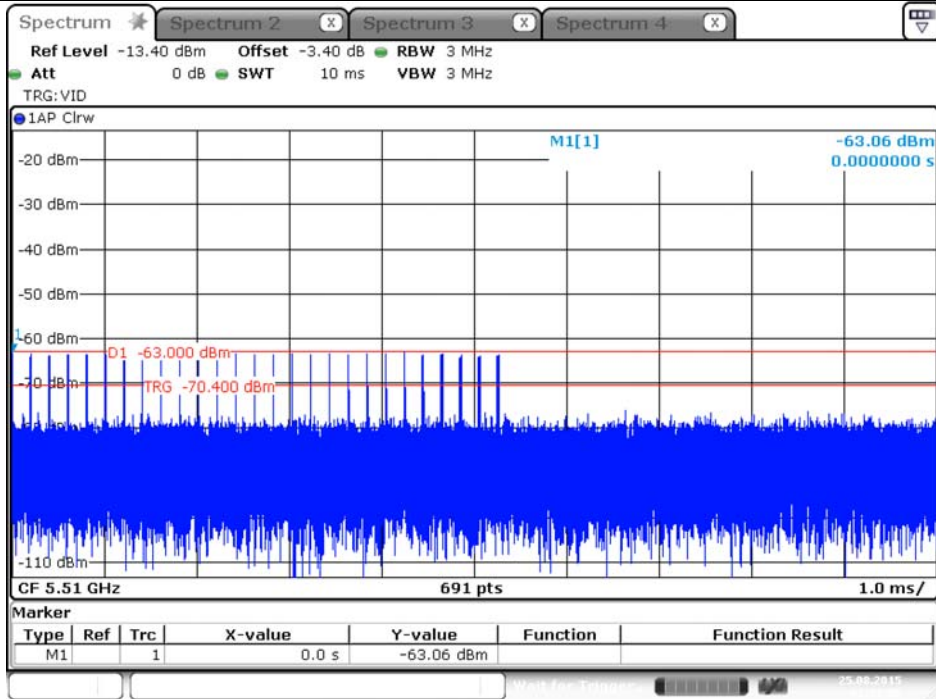 Spectrum Spectrum 2 X Spectrum 3 X Spectrum 4 X
Ref Level -13.40 dBm Offset -3.40 dB RBW 3 MHz
Att 0 dB SWT 10 ms VBW 3 MHz
TRG:VID
1AP Clrw
M1[1] -63.06 dBm
0.0000000 s
-20 dBm
-30 dBm
-40 dBm
-50 dBm
1
-60 dBm
D1 -63.000 dBm
-70 dBm
TRG -70.400 dBm
-110 dBm
CF 5.51 GHz 691 pts 1.0 ms/
Marker
Type Ref Trc X-value Y-value Function Function Result
M1 1 0.0 s -63.06 dBm
Wait for Trigger 25.08.2015